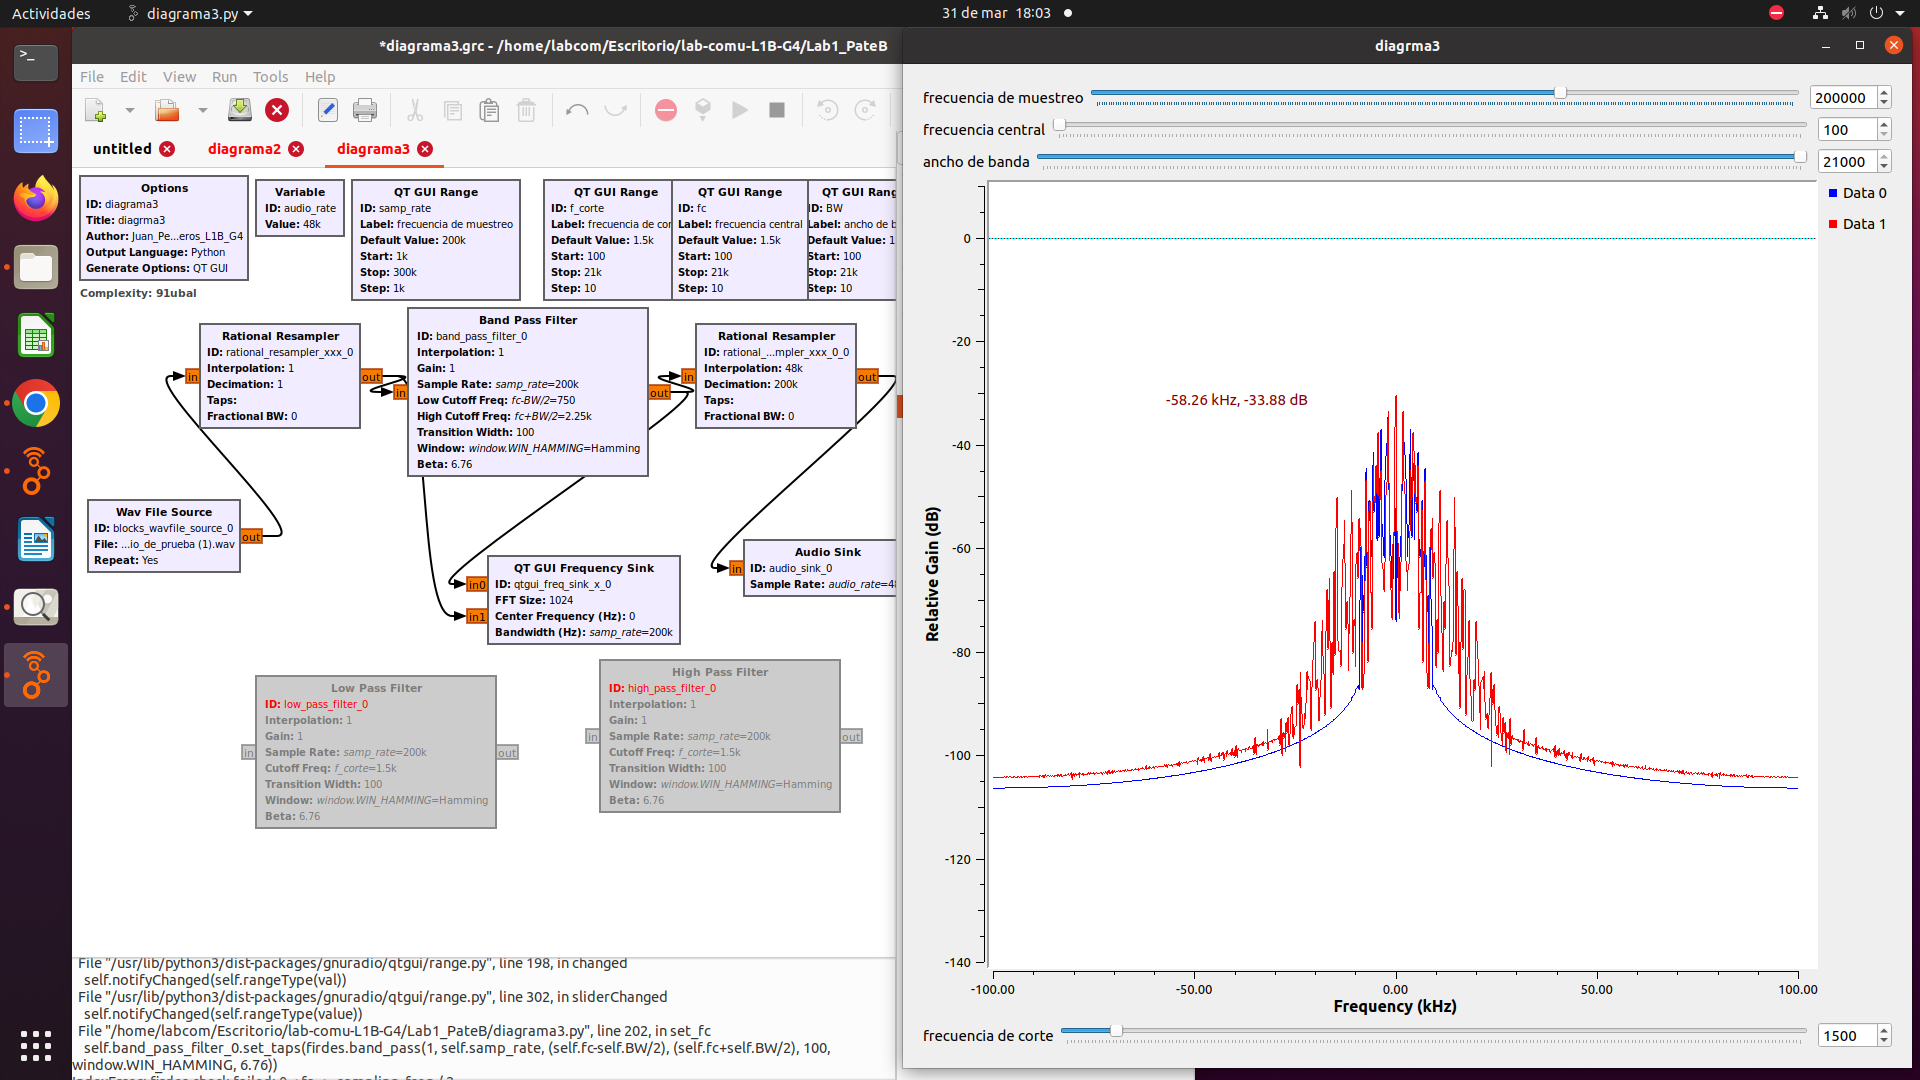 Actividades
diagrama3.py
31 de mar 18:03
*diagrama3.grc - /home/labcom/Escritorio/lab-comu-L1B-G4/Lab1_PateB
File Edit View Run Tools Help
untitled
diagrama2
diagrama3
Options
ID: diagrama3
Title: diagrma3
Author: Juan_Pe...eros_L1B_G4
Output Language: Python
Generate Options: QT GUI
Complexity: 91ubal
Variable
ID: audio_rate
Value: 48k
QT GUI Range
ID: samp_rate
Label: frecuencia de muestreo
Default Value: 200k
Start: 1k
Stop: 300k
Step: 1k
QT GUI Range
ID: f_corte
Label: frecuencia de cor
Default Value: 1.5k
Start: 100
Stop: 21k
Step: 10
QT GUI Range
ID: fc
Label: frecuencia central
Default Value: 1.5k
Start: 100
Stop: 21k
Step: 10
QT GUI Rang
ID: BW
Label: ancho de b
Default Value: 1
Start: 100
Stop: 21k
Step: 10
Rational Resampler
ID: rational_resampler_xxx_0
Interpolation: 1
Decimation: 1
Taps:
Fractional BW: 0
in
out
Band Pass Filter
ID: band_pass_filter_0
Interpolation: 1
Gain: 1
Sample Rate: samp_rate=200k
Low Cutoff Freq: fc-BW/2=750
High Cutoff Freq: fc+BW/2=2.25k
Transition Width: 100
Window: window.WIN_HAMMING=Hamming
Beta: 6.76
in
out
Rational Resampler
ID: rational_...mpler_xxx_0_0
Interpolation: 48k
Decimation: 200k
Taps:
Fractional BW: 0
in
out
Wav File Source
ID: blocks_wavfile_source_0
File: ...io_de_prueba (1).wav
Repeat: Yes
out
QT GUI Frequency Sink
ID: qtgui_freq_sink_x_0
FFT Size: 1024
Center Frequency (Hz): 0
Bandwidth (Hz): samp_rate=200k
in0
in1
Audio Sink
ID: audio_sink_0
Sample Rate: audio_rate=4
in
Low Pass Filter
ID: low_pass_filter_0
Interpolation: 1
Gain: 1
Sample Rate: samp_rate=200k
Cutoff Freq: f_corte=1.5k
Transition Width: 100
Window: window.WIN_HAMMING=Hamming
Beta: 6.76
in
out
High Pass Filter
ID: high_pass_filter_0
Interpolation: 1
Gain: 1
Sample Rate: samp_rate=200k
Cutoff Freq: f_corte=1.5k
Transition Width: 100
Window: window.WIN_HAMMING=Hamming
Beta: 6.76
in
out
File "/usr/lib/python3/dist-packages/gnuradio/qtgui/range.py", line 198, in changed
self.notifyChanged(self.rangeType(val))
File "/usr/lib/python3/dist-packages/gnuradio/qtgui/range.py", line 302, in sliderChanged
self.notifyChanged(self.rangeType(value))
File "/home/labcom/Escritorio/lab-comu-L1B-G4/Lab1_PateB/diagrama3.py", line 202, in set_fc
self.band_pass_filter_0.set_taps(firdes.band_pass(1, self.samp_rate, (self.fc-self.BW/2), (self.fc+self.BW/2), 100,
window.WIN_HAMMING, 6.76))
diagrma3
frecuencia de muestreo 200000
frecuencia central 100
ancho de banda 21000
Data 0
Data 1
0
-20
-40
-60
-80
-100
-120
-140
Relative Gain (dB)
-58.26 kHz, -33.88 dB
-100.00 -50.00 0.00 50.00 100.00
Frequency (kHz)
frecuencia de corte 1500